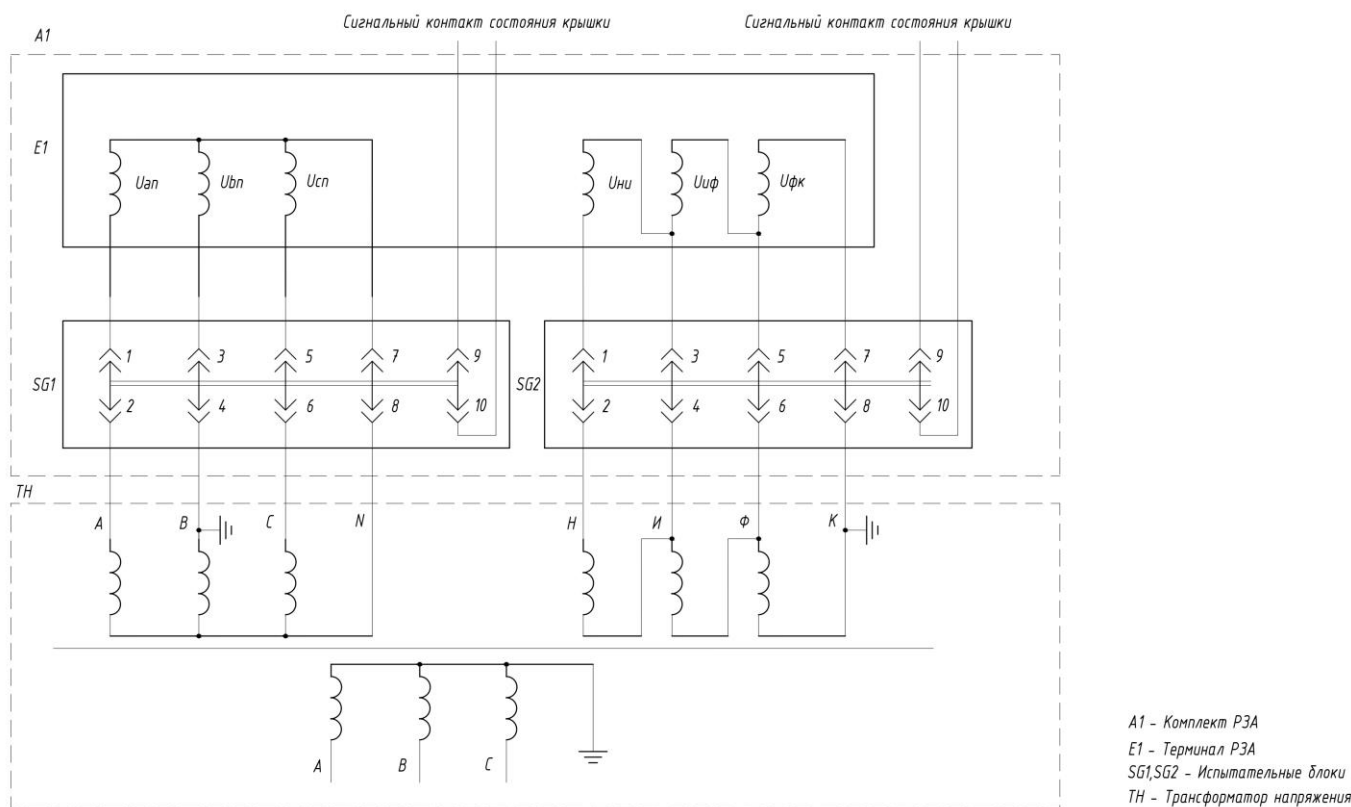 Сигнальный контакт состояния крышки Сигнальный контакт состояния крышки
A1
E1
Uan Ubn Ucn Uни Uиф Uфк
1 3 5 7 9 1 3 5 7 9
SG1 SG2
2 4 6 8 10 2 4 6 8 10
ТН
A B C N Н И Ф К
A B C
A1 - Комплект РЗА
E1 - Терминал РЗА
SG1,SG2 - Испытательные блоки
ТН - Трансформатор напряжения